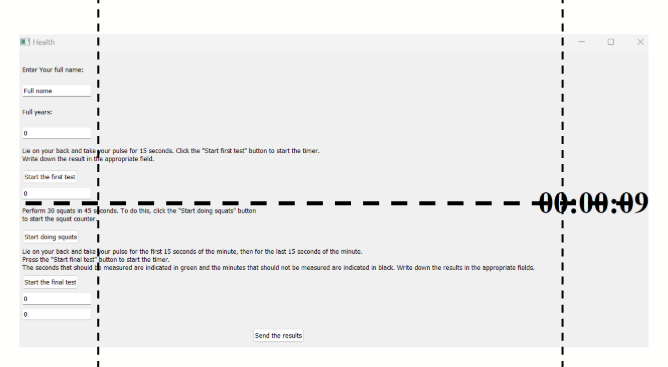 Health
Enter Your full name:
Full name
Full years:
0
Lie on your back and take your pulse for 15 seconds. Click the "Start first test" button to start the timer.
Write down the result in the appropriate field.
Start the first test
0
00:00:09
Perform 30 squats in 45 seconds. To do this, click the "Start doing squats" button
to start the squat counter.
Start doing squats
Lie on your back and take your pulse for the first 15 seconds of the minute, then for the last 15 seconds of the minute.
Press the "Start final test" button to start the timer.
The seconds that should be measured are indicated in green and the minutes that should not be measured are indicated in black. Write down the results in the appropriate fields.
Start the final test
0
0
Send the results